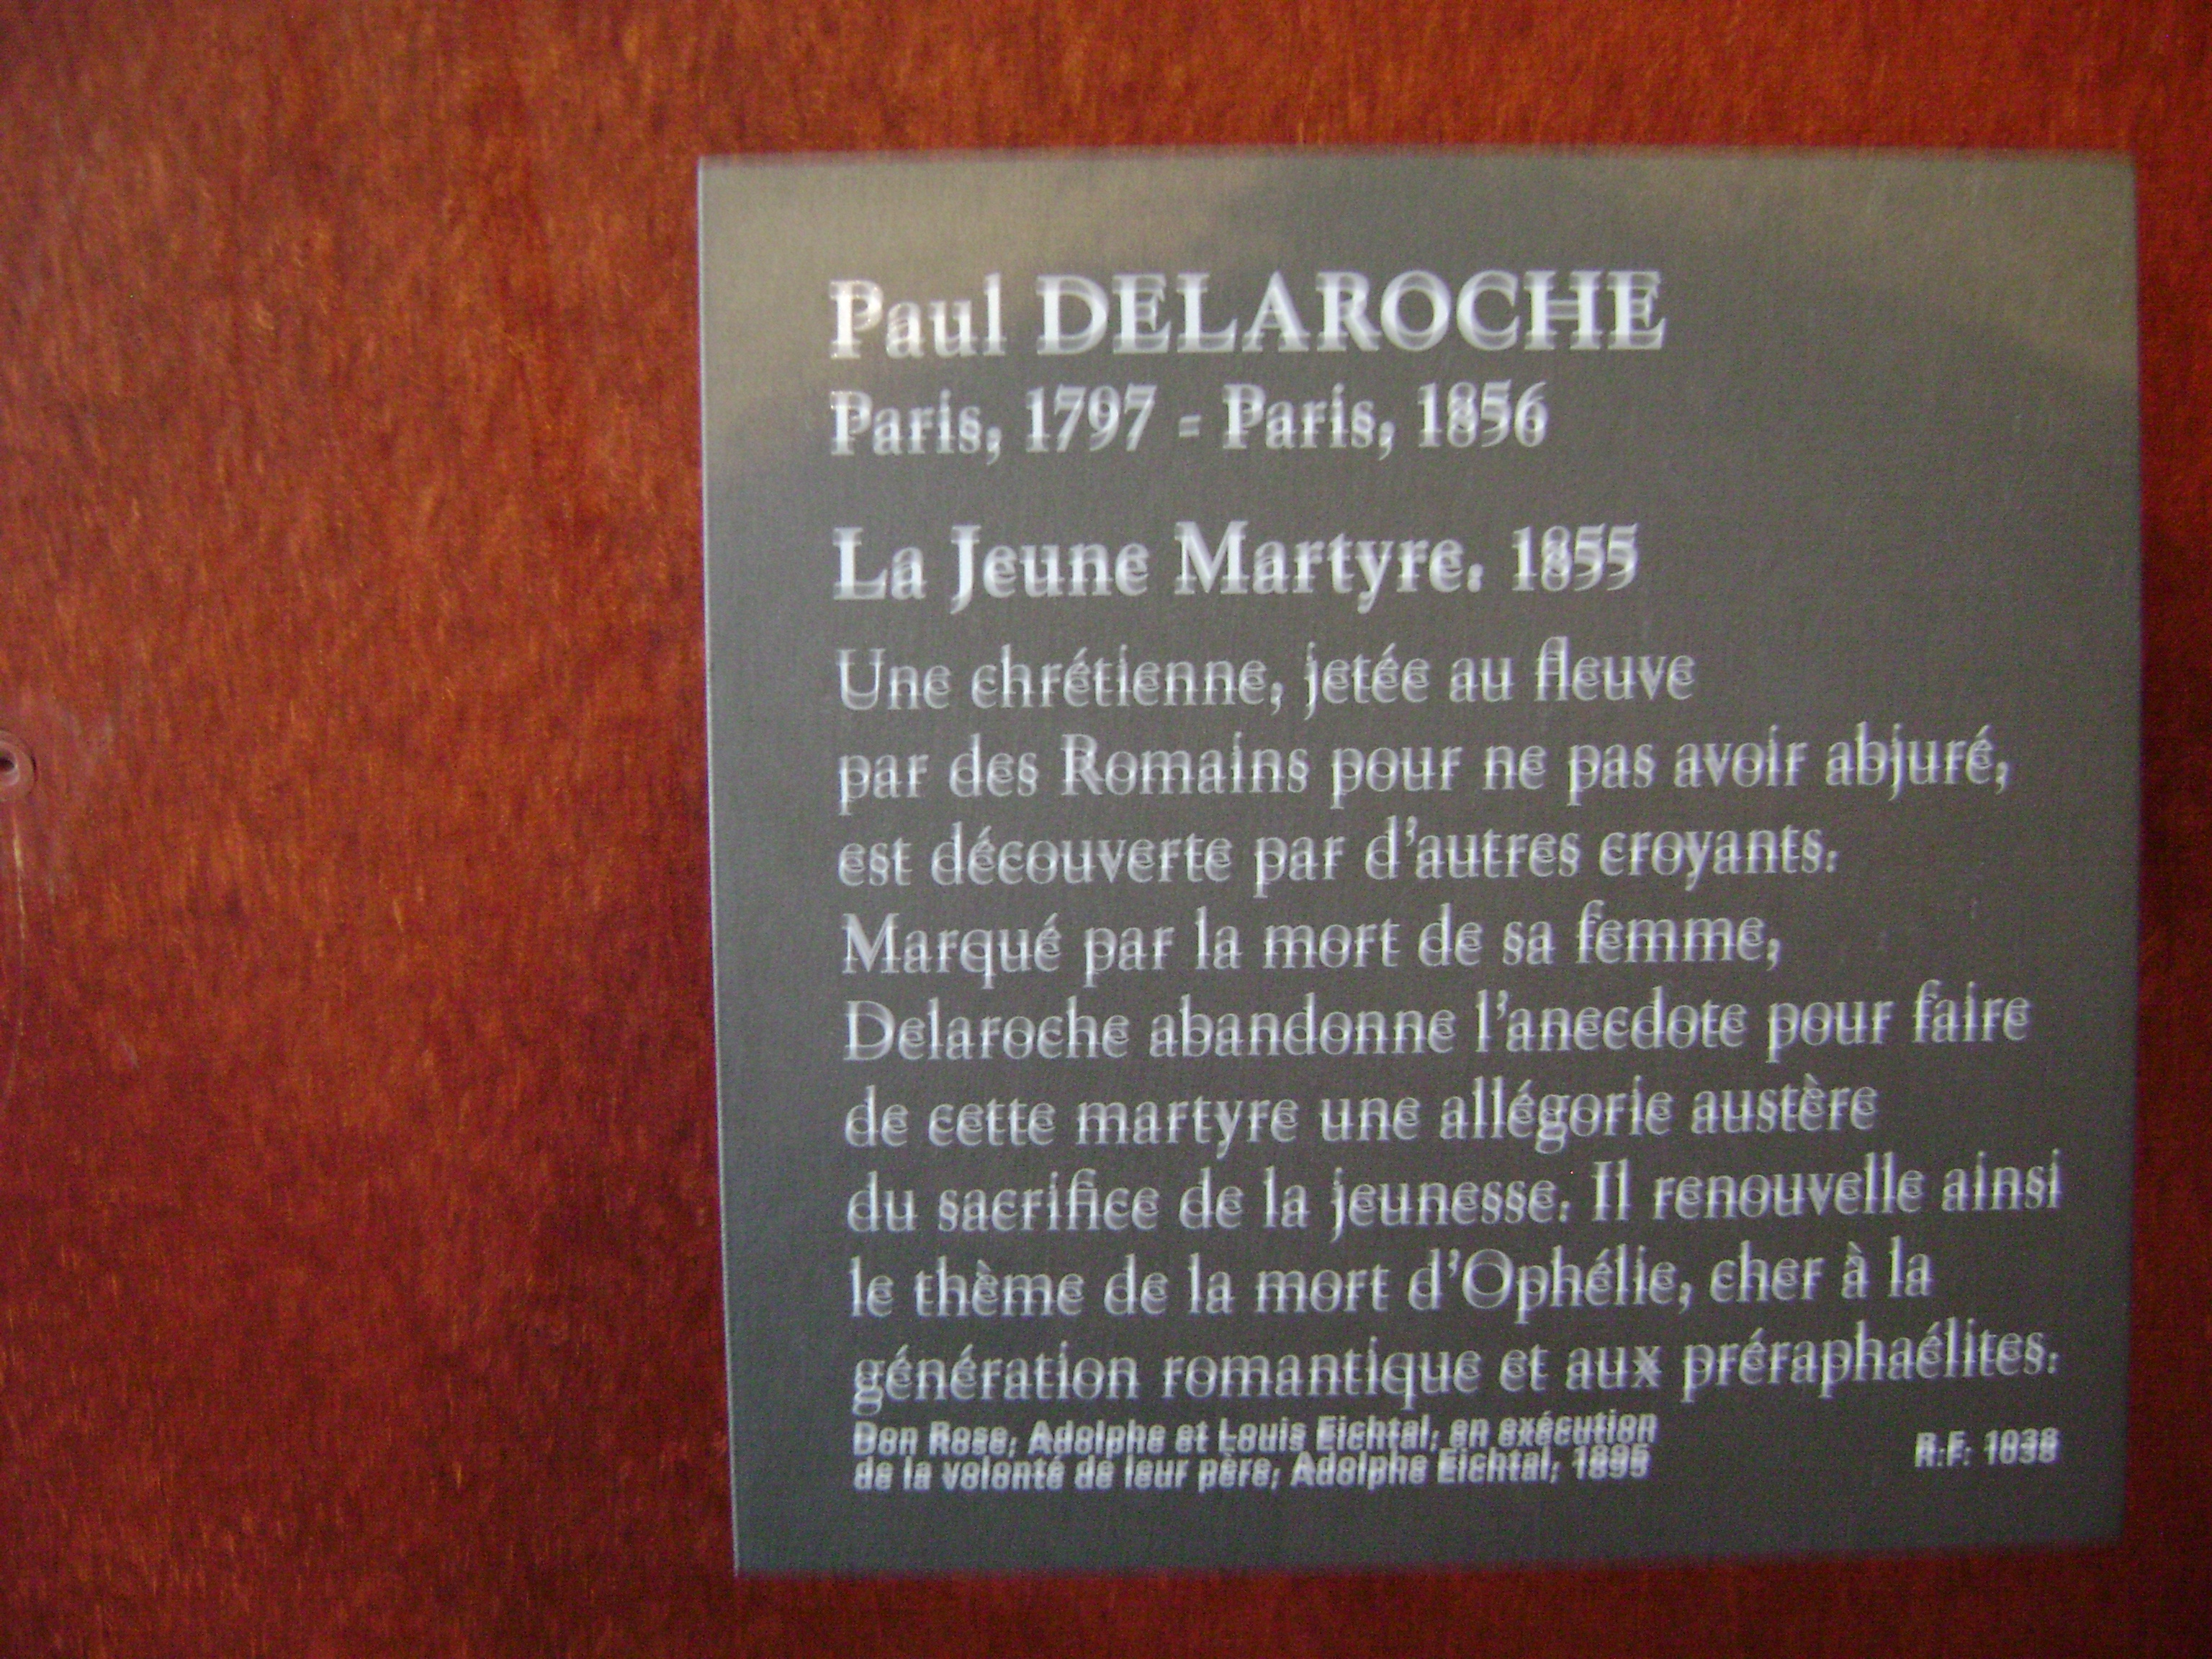 Paul DELAROCHE
Paris, 1797 - Paris, 1856
La Jeune Martyre. 1855
Une chrétienne, jetée au fleuve
par des Romains pour ne pas avoir abjuré,
est découverte par d'autres croyants.
Marqué par la mort de sa femme,
Delaroche abandonne l'anecdote pour faire
de cette martyre une allégorie austère
du sacrifice de la jeunesse. Il renouvelle ainsi
le thème de la mort d'Ophélie, cher à la
génération romantique et aux préraphaélites.
Don Rose, Adolphe et Louis Eichtal, en exécution
de la volonté de leur père, Adolphe Eichtal, 1895
R.F. 1038